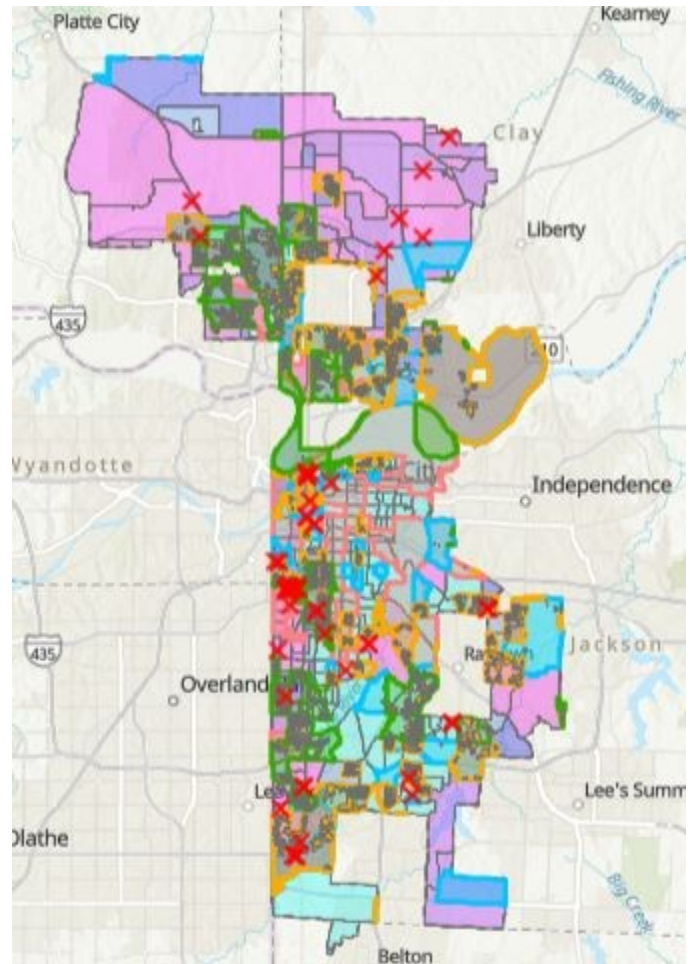 Platte City
Kearney
Fishing River
Clay
Liberty
435
Wyandotte
City
Independence
435
Jackson
Overland
Lee's Summ
Olathe
Big Creek
Belton